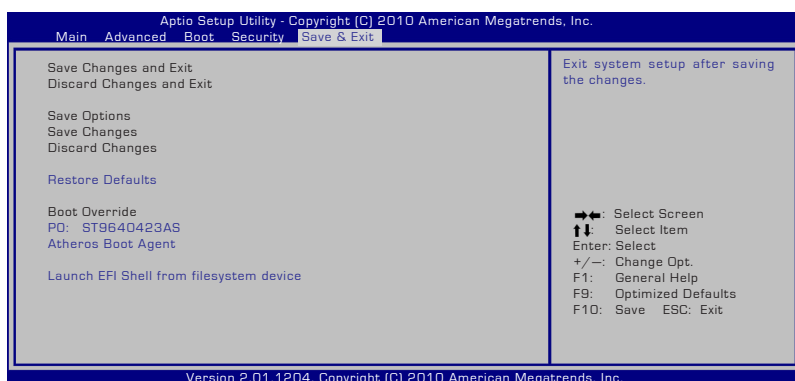 Aptio Setup Utility - Copyright (C) 2010 American Megatrends, Inc.
Main Advanced Boot Security Save & Exit
Save Changes and Exit
Discard Changes and Exit
Save Options
Save Changes
Discard Changes
Restore Defaults
Boot Override
P0: ST9640423AS
Atheros Boot Agent
Launch EFI Shell from filesystem device
Exit system setup after saving
the changes.
→←: Select Screen
↑↓: Select Item
Enter: Select
+/—: Change Opt.
F1: General Help
F9: Optimized Defaults
F10: Save ESC: Exit
Version 2.01.1204. Copyright (C) 2010 American Megatrends, Inc.